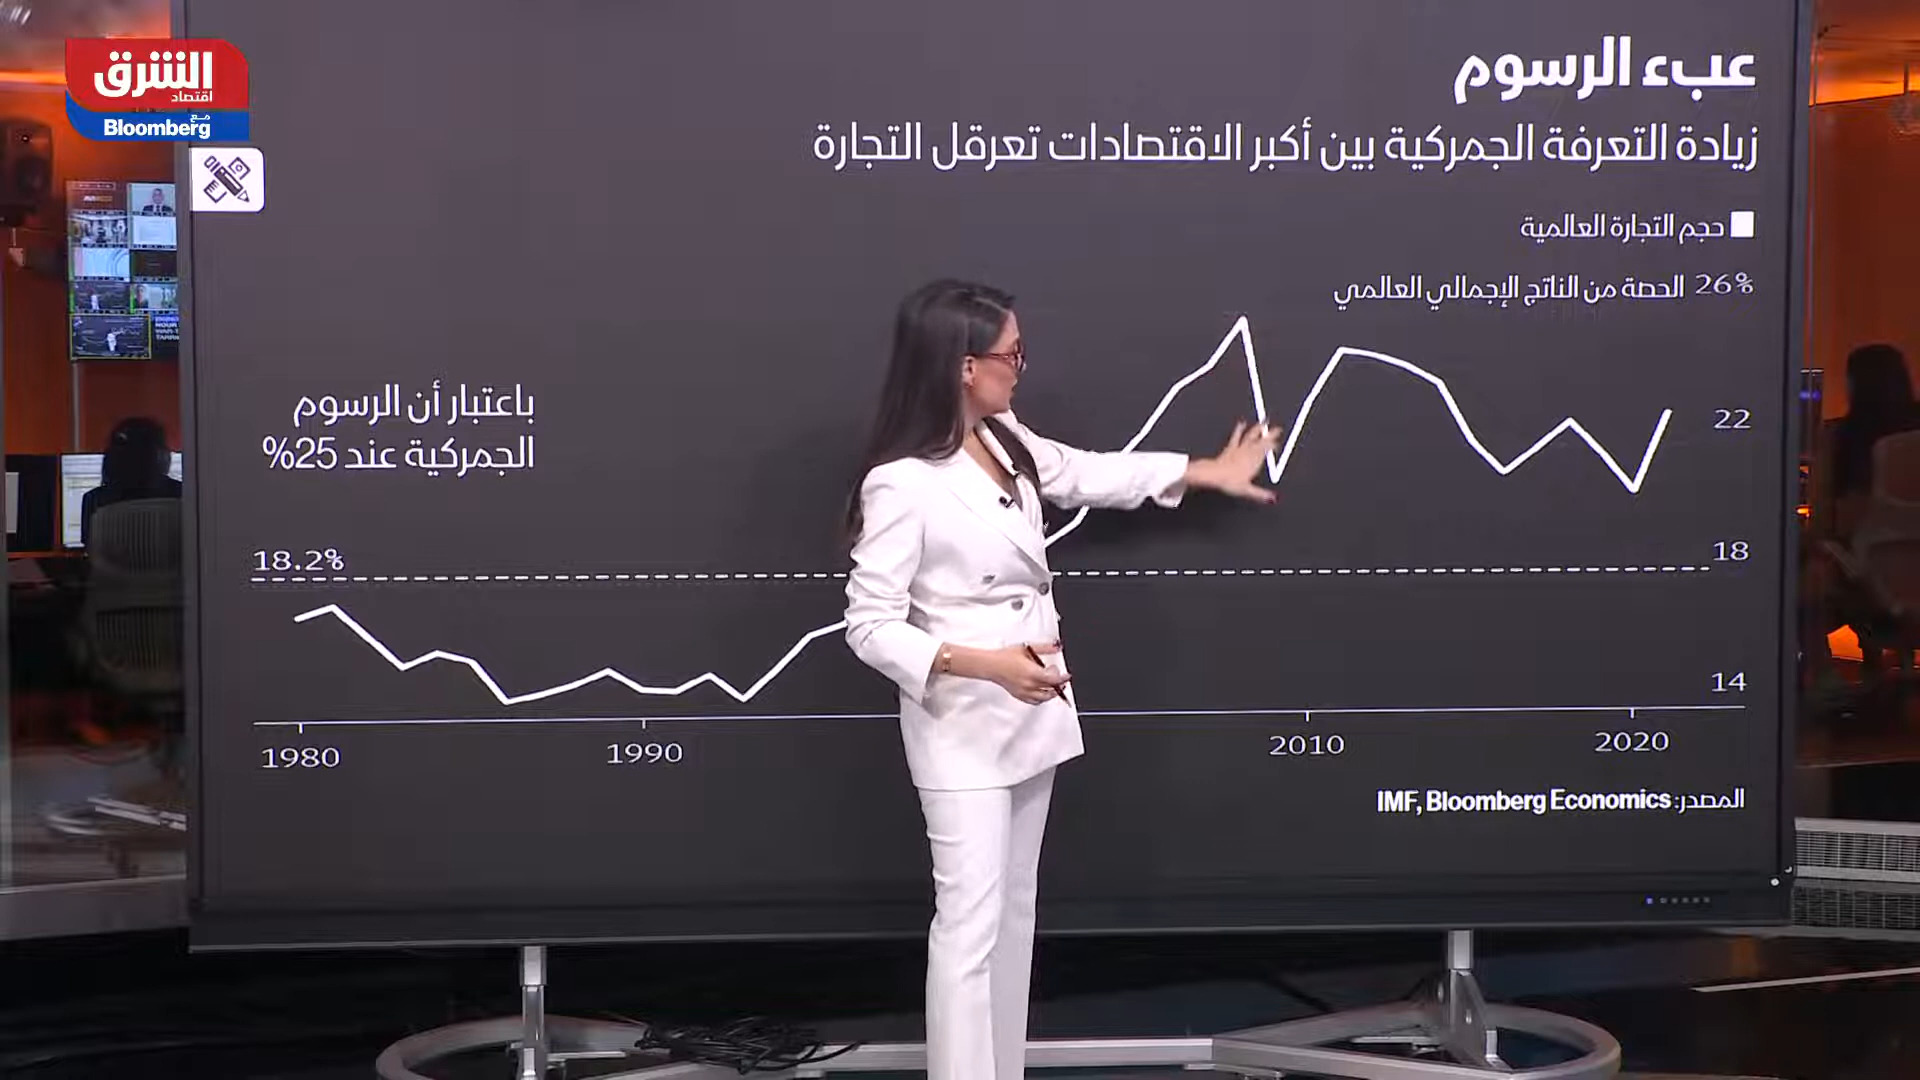 الشرق
اقتصاد
مع
Bloomberg
عبء الرسوم
زيادة التعرفة الجمركية بين أكبر الاقتصادات تعرقل التجارة
حجم التجارة العالمية
26% الحصة من الناتج الإجمالي العالمي
باعتبار أن الرسوم
الجمركية عند 25%
22
18.2%
18
14
1980 1990 2010 2020
المصدر: IMF, Bloomberg Economics